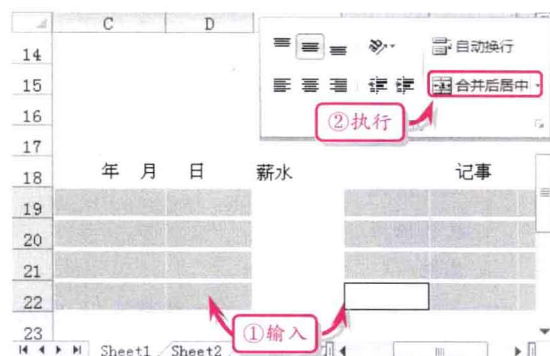 C D
自动换行
14
15
合并后居中
16
②执行
17
18 年 月 日 薪水 记事
19
20
21
22
①输入
23
Sheet1 Sheet2